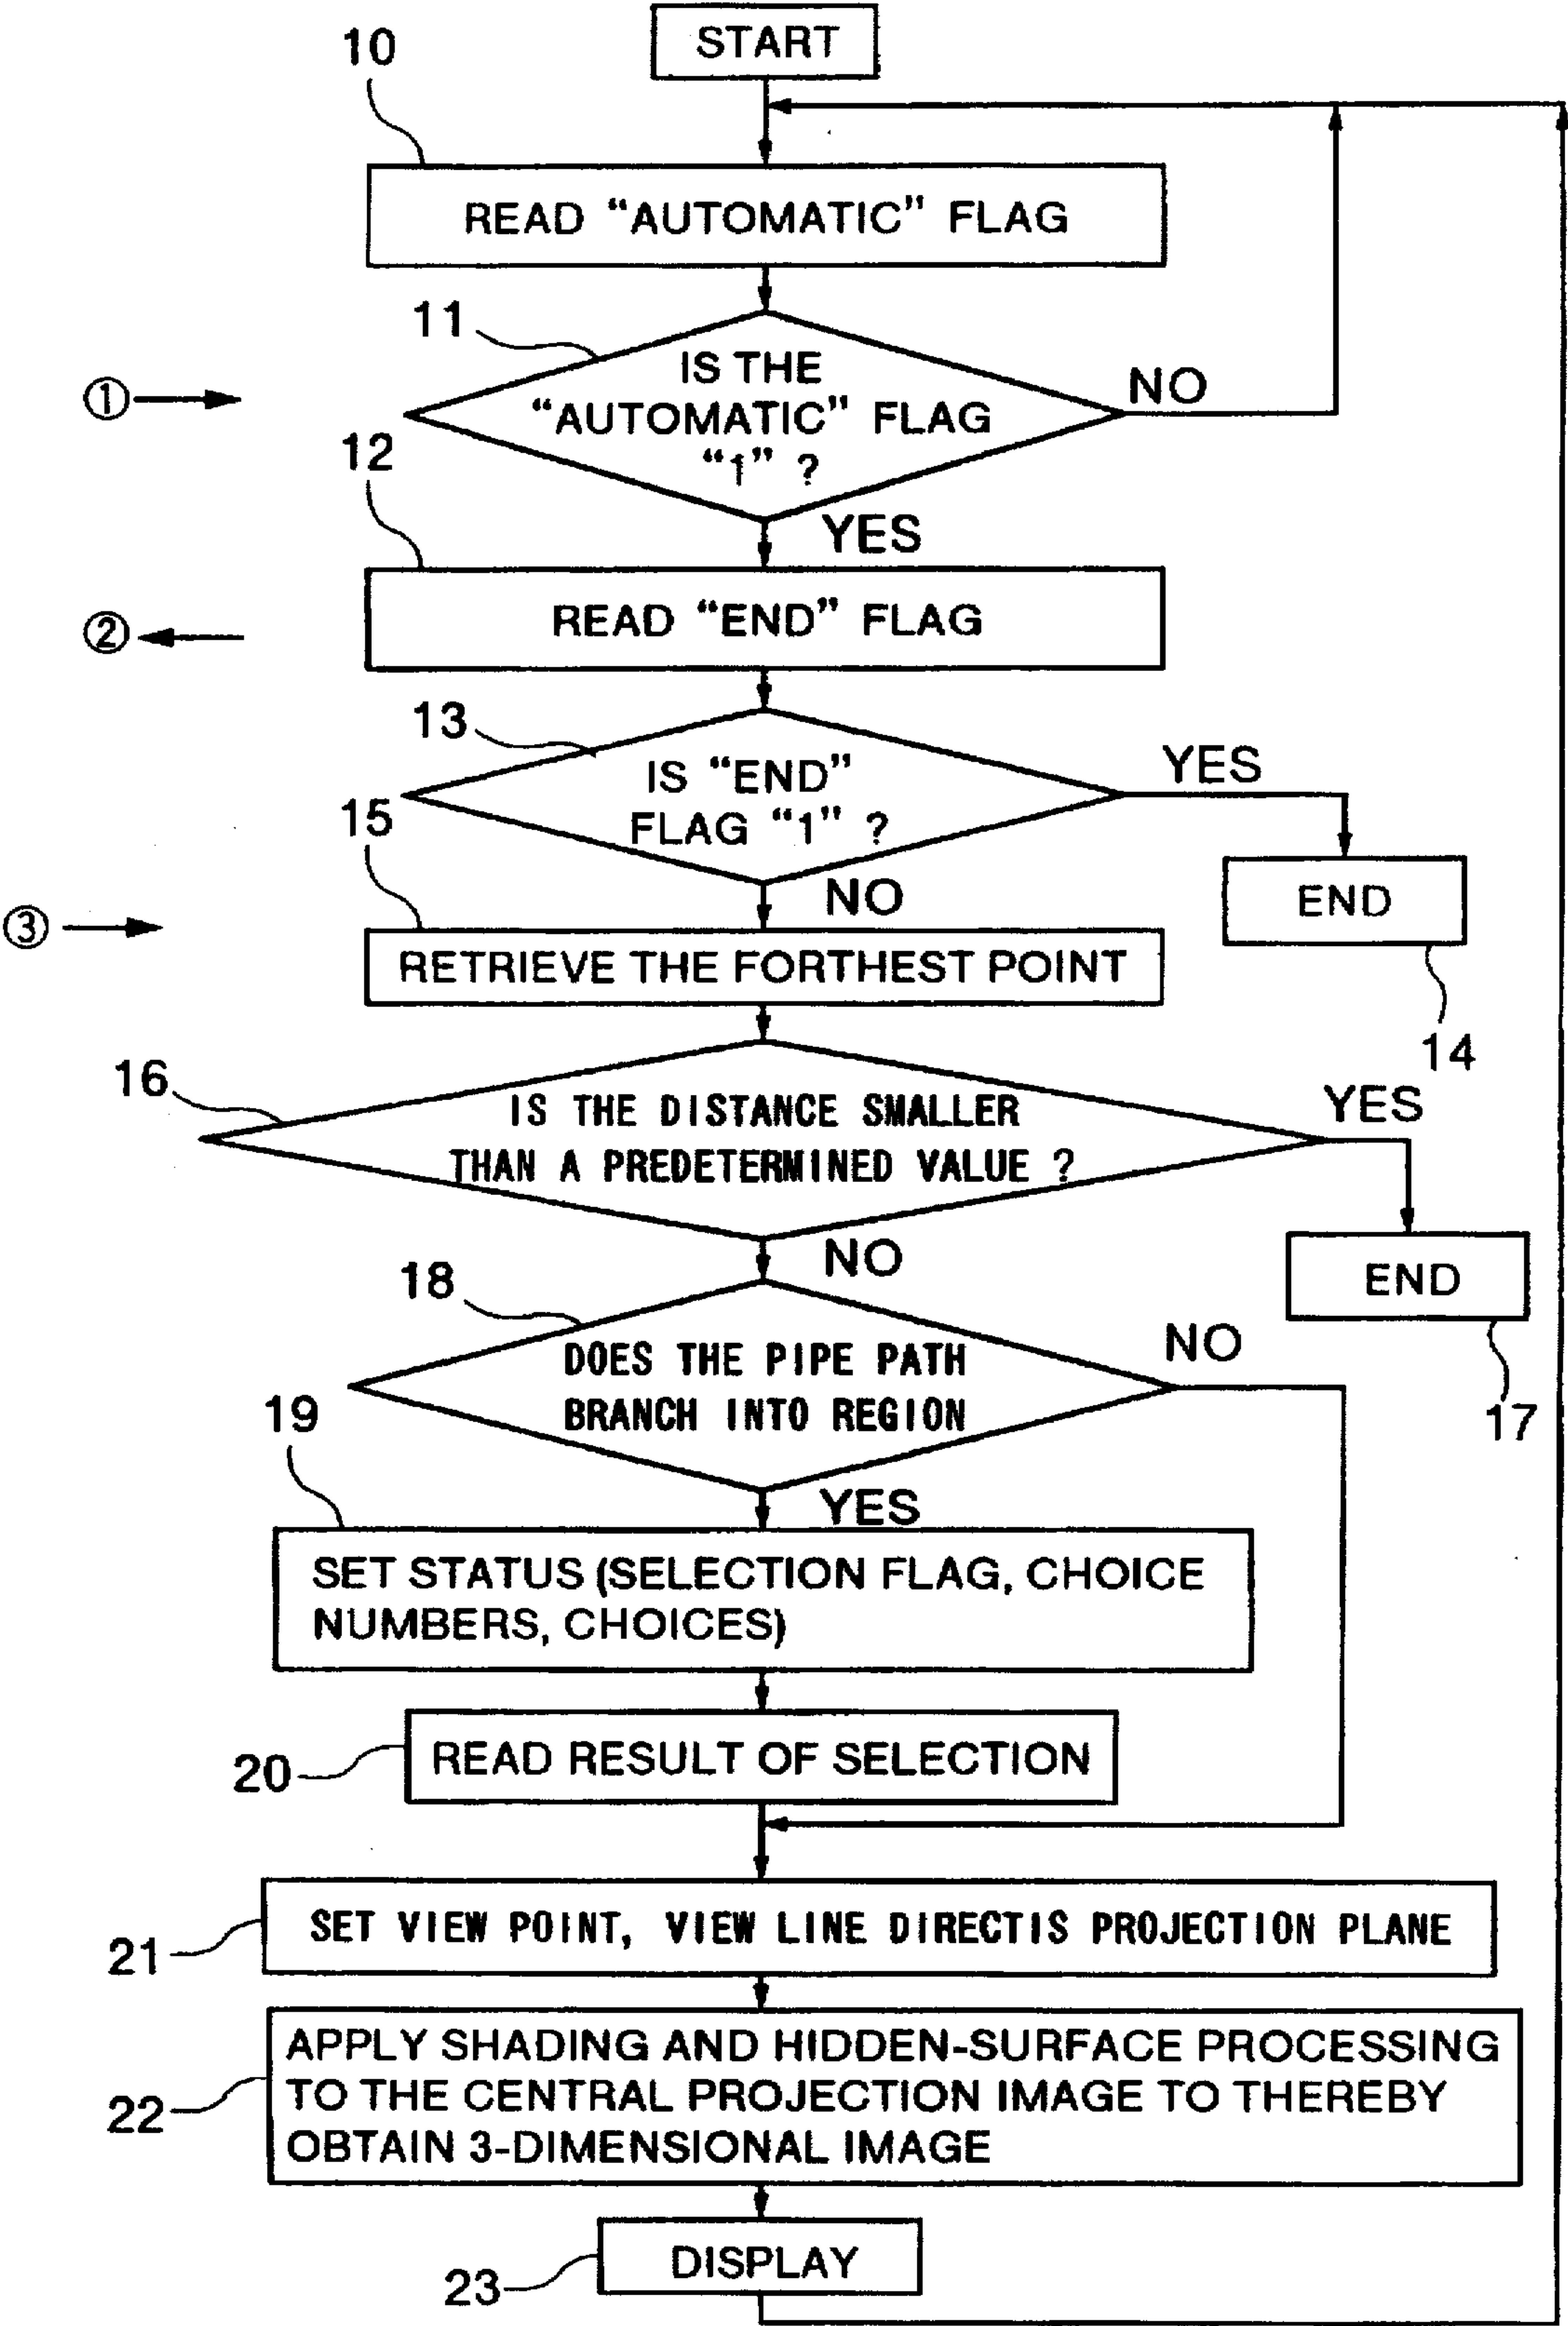 START
10
READ “AUTOMATIC” FLAG
11
IS THE
“AUTOMATIC” FLAG
“1” ?
NO
①
12
YES
READ “END” FLAG
②
13
IS “END”
FLAG “1” ?
YES
15
NO
END
14
③
RETRIEVE THE FORTHEST POINT
16
IS THE DISTANCE SMALLER
THAN A PREDETERMINED VALUE ?
YES
NO
END
17
18
DOES THE PIPE PATH
BRANCH INTO REGION
NO
19
YES
SET STATUS (SELECTION FLAG, CHOICE
NUMBERS, CHOICES)
20
READ RESULT OF SELECTION
21
SET VIEW POINT, VIEW LINE DIRECTIS PROJECTION PLANE
22
APPLY SHADING AND HIDDEN-SURFACE PROCESSING
TO THE CENTRAL PROJECTION IMAGE TO THEREBY
OBTAIN 3-DIMENSIONAL IMAGE
23
DISPLAY